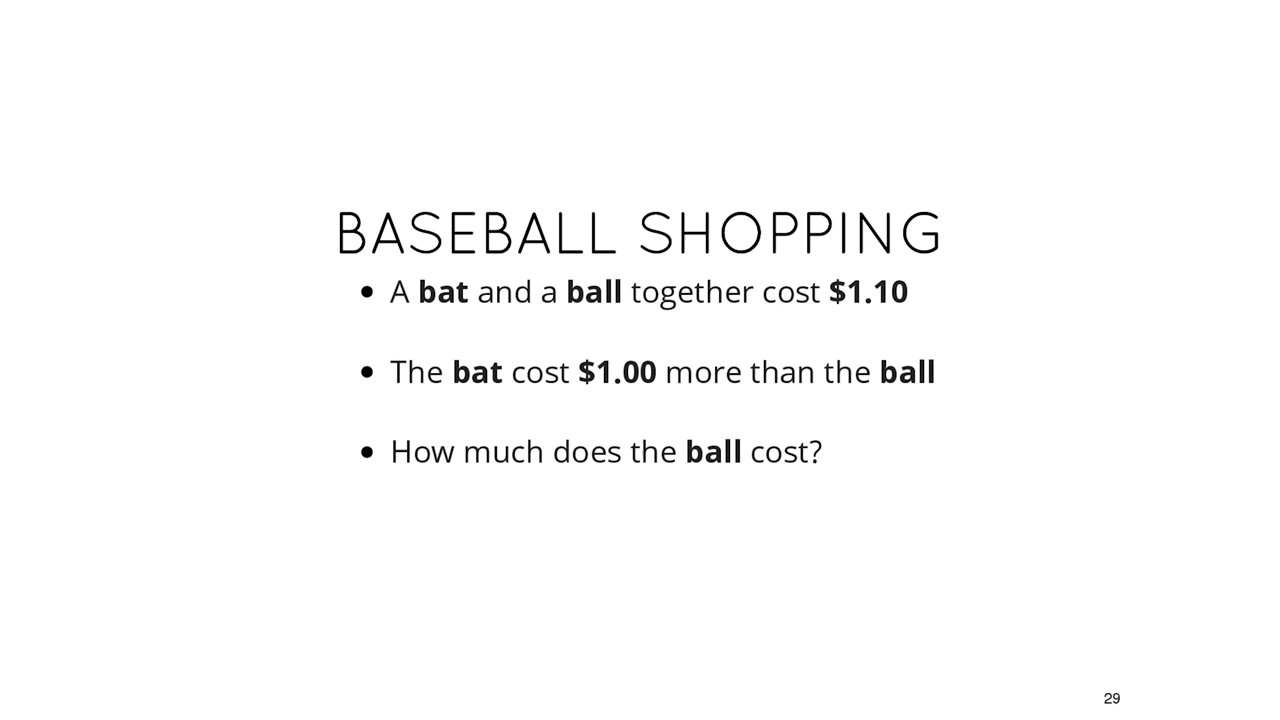 BASEBALL SHOPPING
• A bat and a ball together cost $1.10
• The bat cost $1.00 more than the ball
• How much does the ball cost?
29